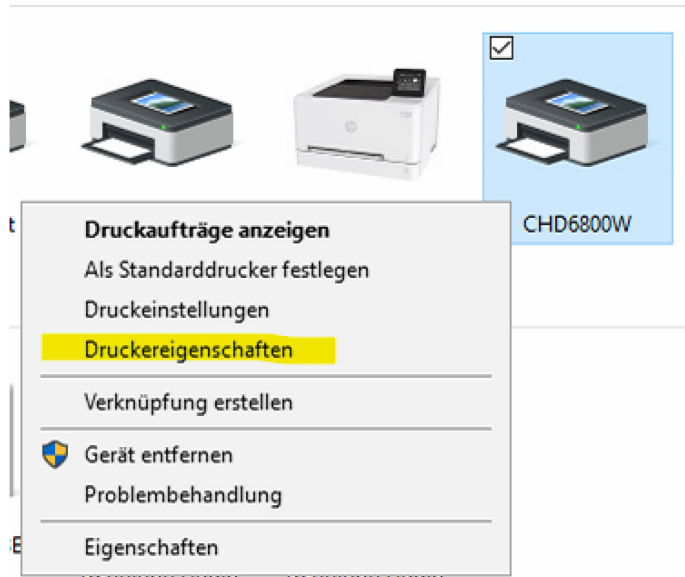 CHD6800W
t
Druckaufträge anzeigen
Als Standarddrucker festlegen
Druckeinstellungen
Druckereigenschaften
Verknüpfung erstellen
Gerät entfernen
Problembehandlung
Eigenschaften